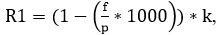 R1 = (1 − (f/p * 1000)) * k,